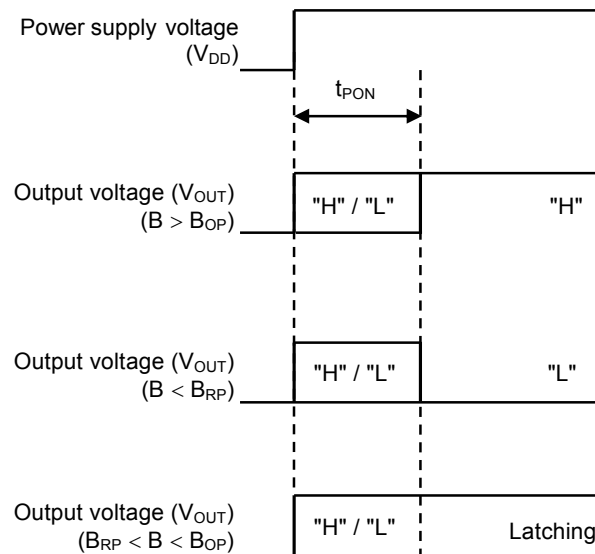 Power supply voltage
(VDD)
tPON
Output voltage (VOUT)
(B > BOP)
"H" / "L"
"H"
Output voltage (VOUT)
(B < BRP)
"H" / "L"
"L"
Output voltage (VOUT)
(BRP < B < BOP)
"H" / "L"
Latching